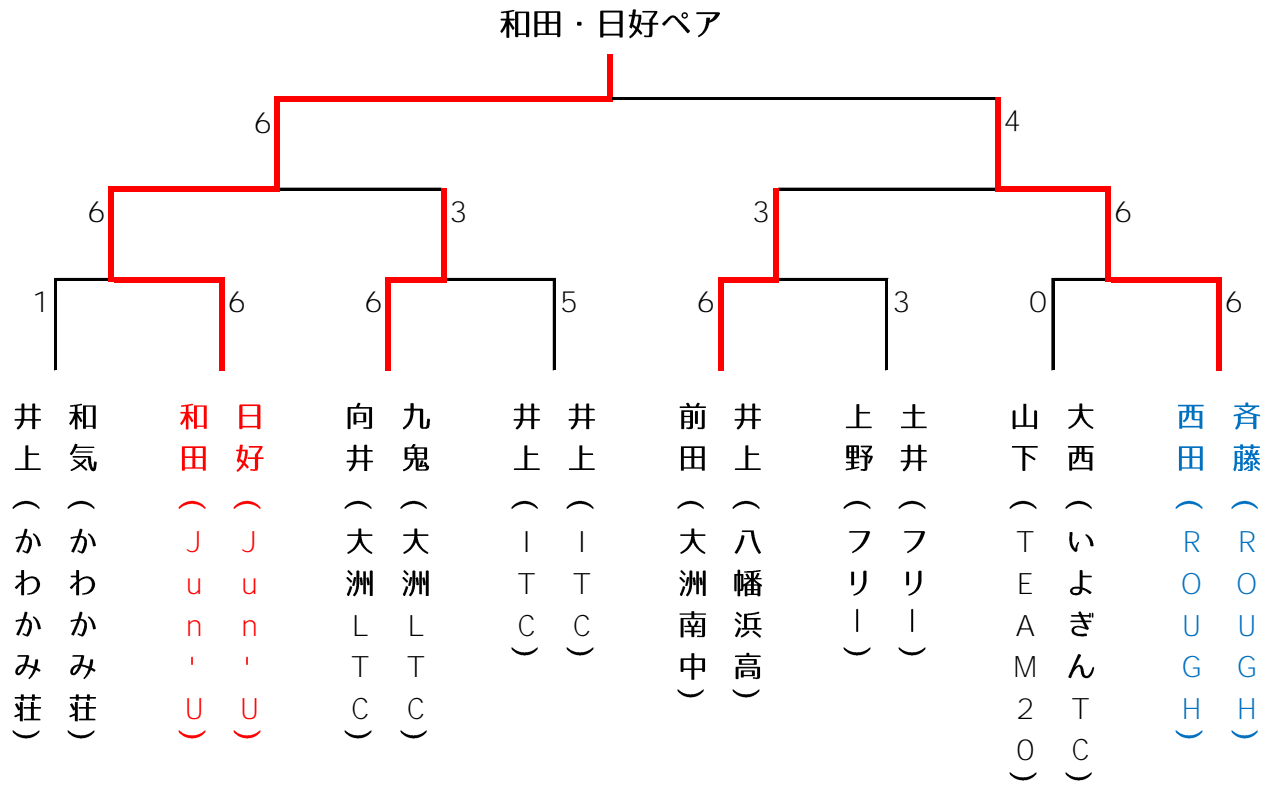 和田・日好ペア
6
4
6
3
3
6
1
6
6
5
6
3
0
6
井上(かわかみ荘)
和気(かわかみ荘)
和田(Jun'U)
日好(Jun'U)
向井(大洲LTC)
九鬼(大洲LTC)
井上(ITC)
井上(ITC)
前田(大洲南中)
井上(八幡浜高)
上野(フリー)
土井(フリー)
山下(TEAM20)
大西(いよぎんTC)
西田(ROUGH)
斉藤(ROUGH)